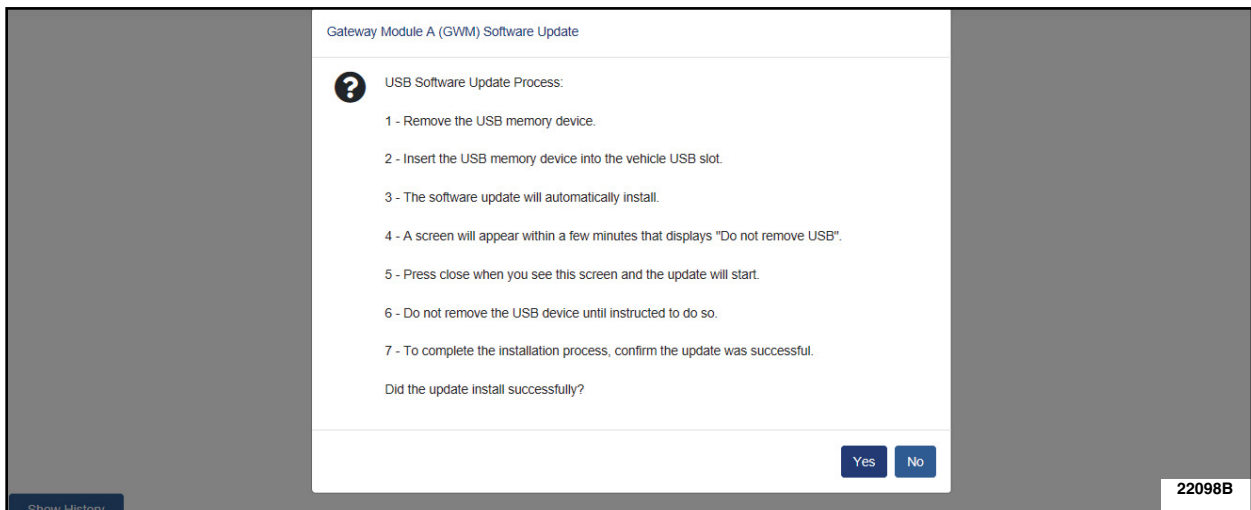 Gateway Module A (GWM) Software Update
USB Software Update Process:
1 - Remove the USB memory device.
2 - Insert the USB memory device into the vehicle USB slot.
3 - The software update will automatically install.
4 - A screen will appear within a few minutes that displays "Do not remove USB".
5 - Press close when you see this screen and the update will start.
6 - Do not remove the USB device until instructed to do so.
7 - To complete the installation process, confirm the update was successful.
Did the update install successfully?
Yes No
22098B
Show History